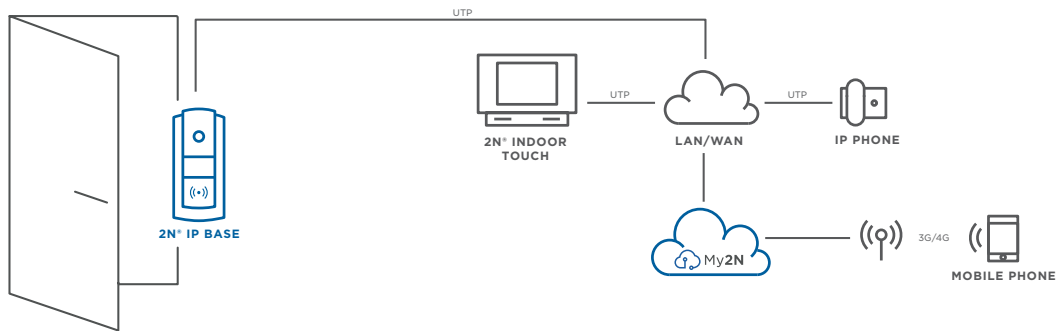 UTP
UTP
UTP
2N® INDOOR
TOUCH
LAN/WAN
IP PHONE
2N® IP BASE
My2N
3G/4G
MOBILE PHONE